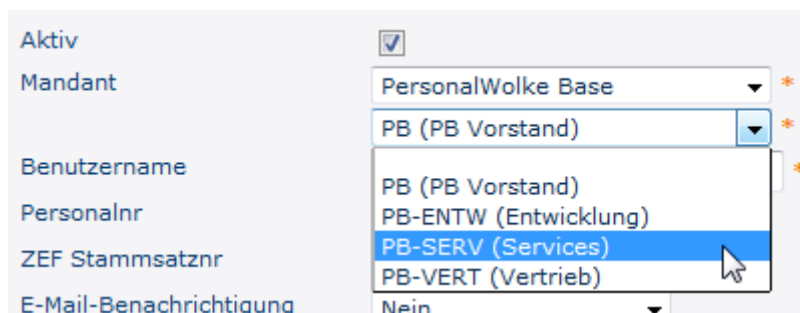 Aktiv
Mandant PersonalWolke Base *
PB (PB Vorstand) *
Benutzername *
PB (PB Vorstand)
Personalnr PB-ENTW (Entwicklung)
PB-SERV (Services)
ZEF Stammsatznr
PB-VERT (Vertrieb)
E-Mail-Benachrichtigung Nein